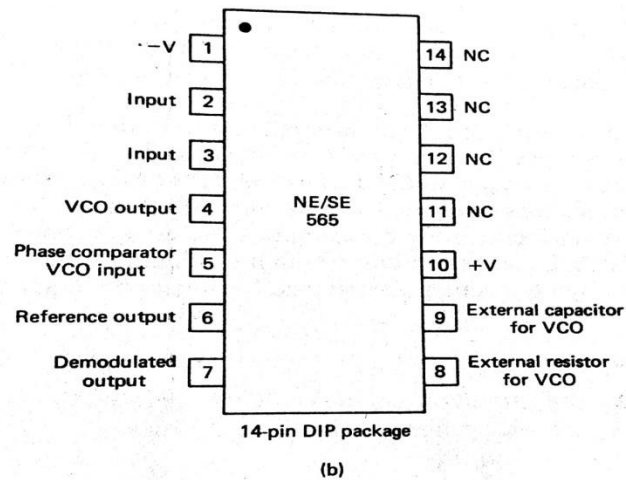 -V 1
Input 2
Input 3
VCO output 4
Phase comparator
VCO input 5
Reference output 6
Demodulated
output 7
NE/SE
565
14 NC
13 NC
12 NC
11 NC
10 +V
9 External capacitor
for VCO
8 External resistor
for VCO
14-pin DIP package
(b)